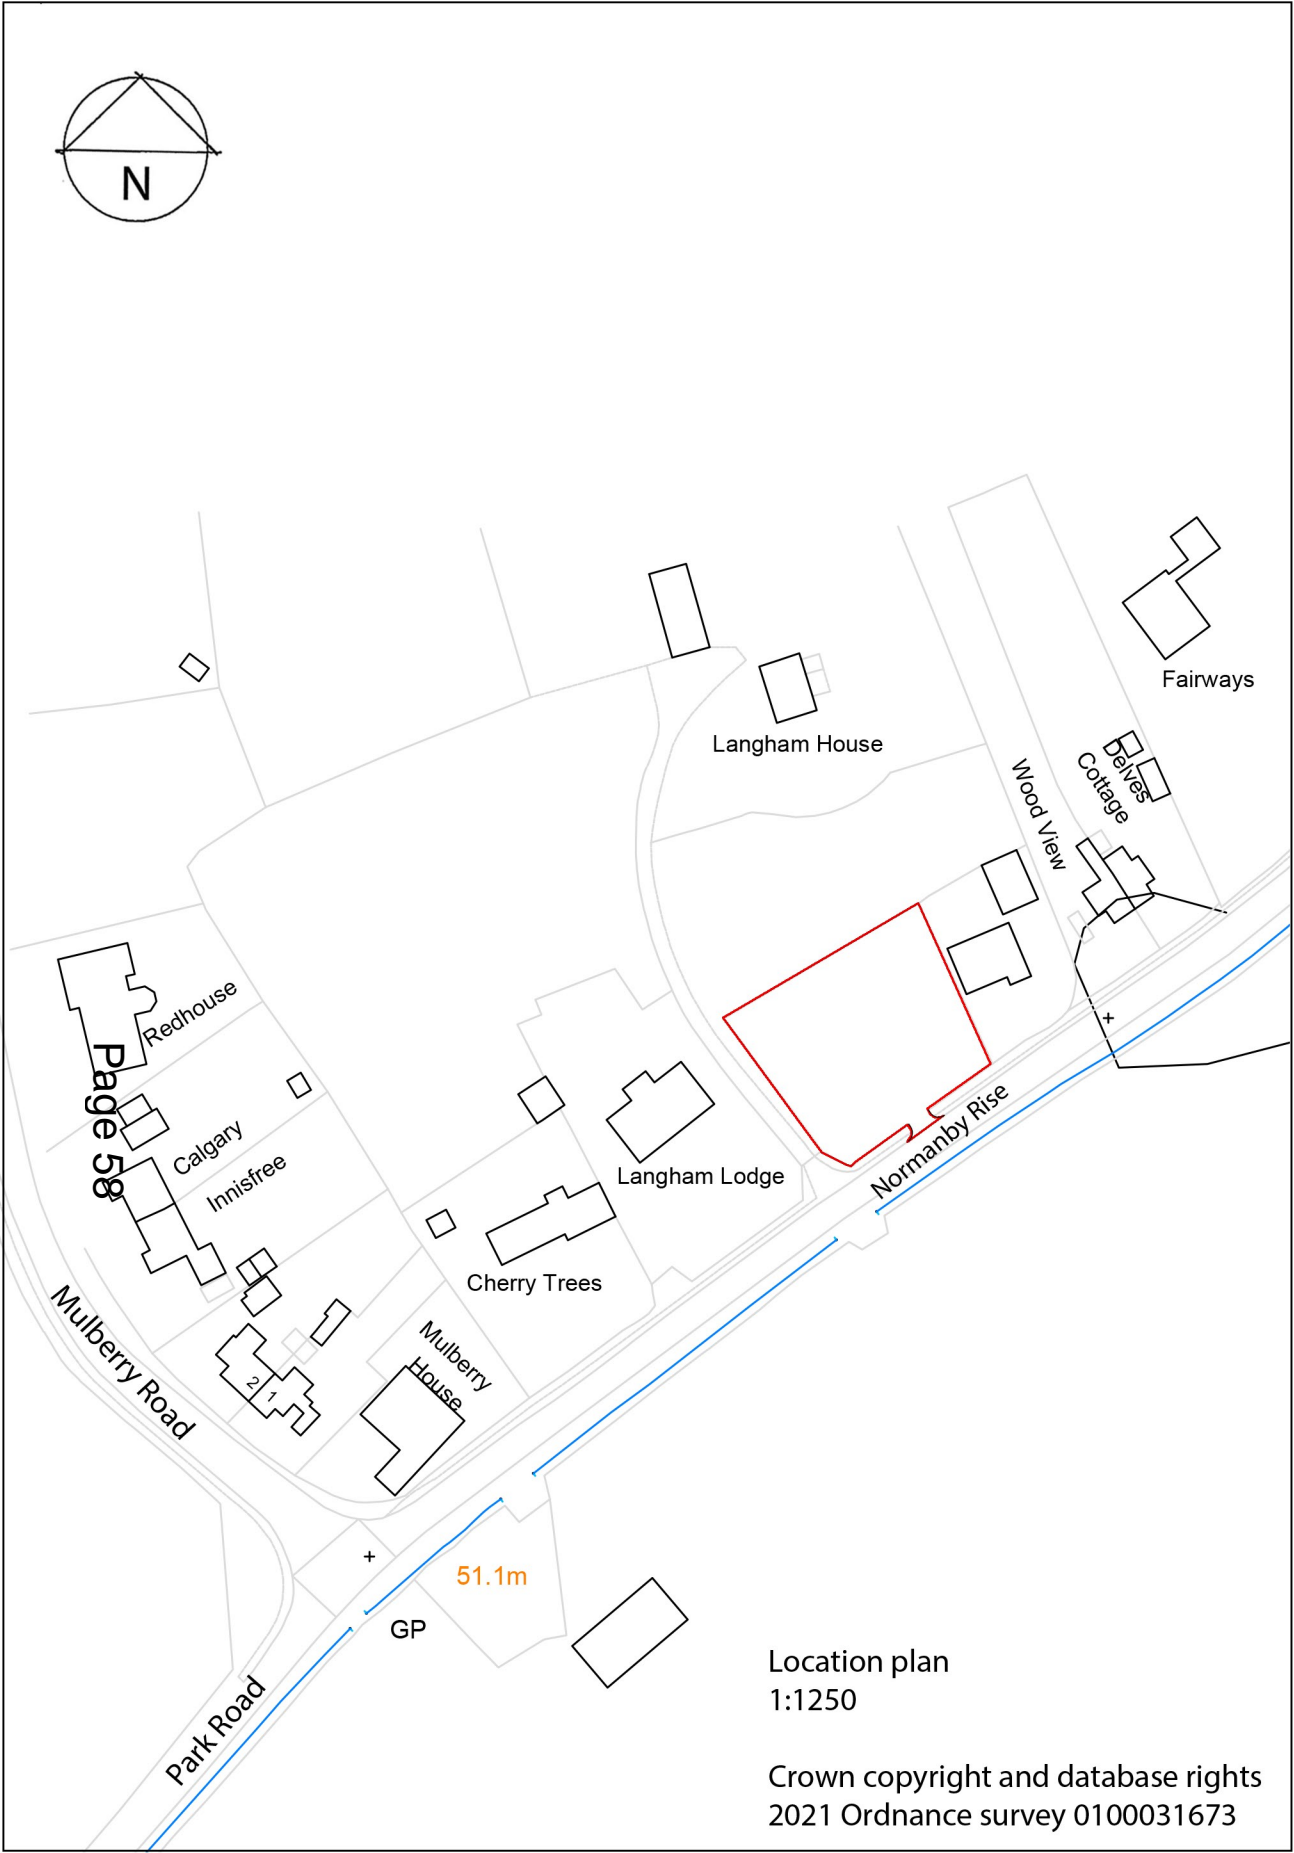 N
Fairways
Langham House
Wood View
Delves
Cottage
Redhouse
Page 58
Calgary
Innisfree
Langham Lodge
Normanby Rise
Cherry Trees
Mulberry
House
Mulberry Road
2
1
51.1m
GP
Park Road
Location plan
1:1250
Crown copyright and database rights
2021 Ordnance survey 0100031673